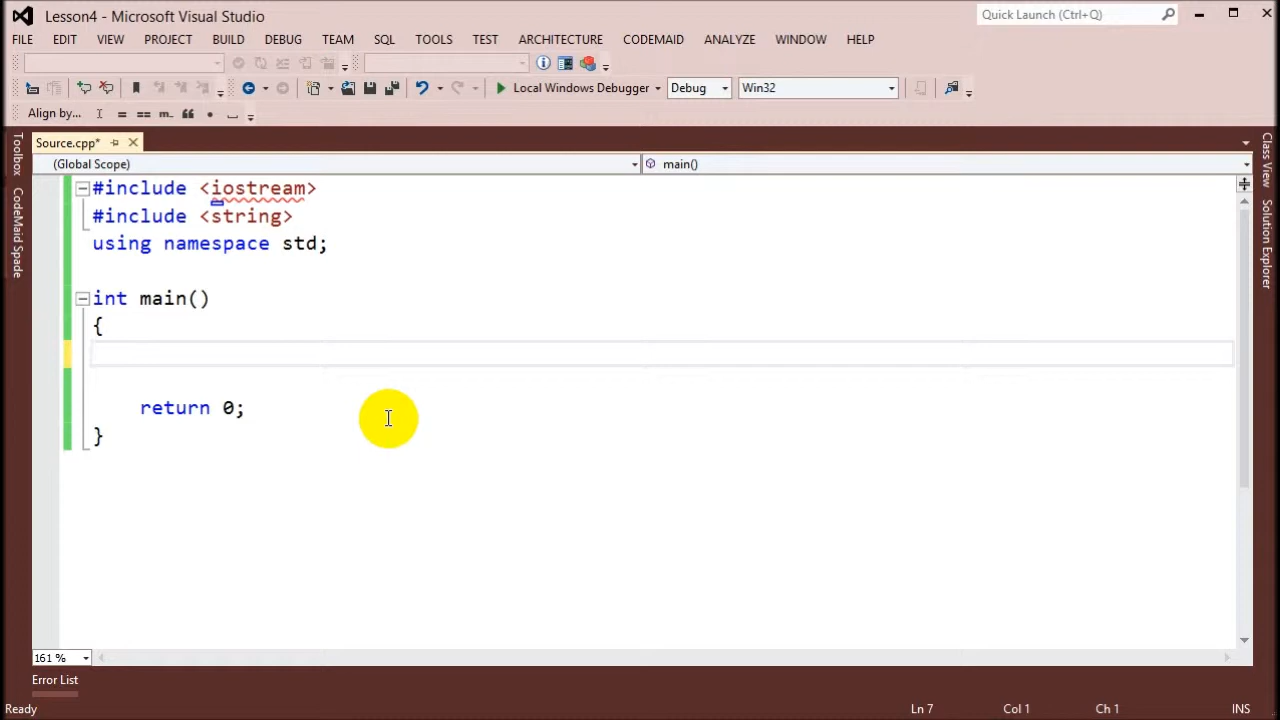 Lesson4 - Microsoft Visual Studio
Quick Launch (Ctrl+Q)
FILE EDIT VIEW PROJECT BUILD DEBUG TEAM SQL TOOLS TEST ARCHITECTURE CODEMAID ANALYZE WINDOW HELP
Local Windows Debugger Debug Win32
Align by... = == m_ “” • _
Source.cpp*
(Global Scope) main()
Toolbox
CodeMaid Spade
#include <iostream>
#include <string>
using namespace std;
int main()
{
return 0;
}
Class View
Solution Explorer
161 %
Error List
Ready Ln 7 Col 1 Ch 1 INS